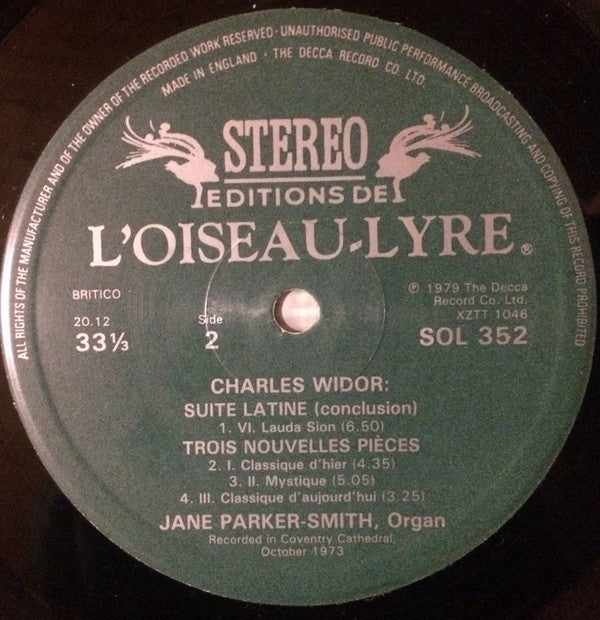 ALL RIGHTS OF THE MANUFACTURER AND OF THE OWNER OF THE RECORDED WORK RESERVED · UNAUTHORISED PUBLIC PERFORMANCE BROADCASTING AND COPYING OF THIS RECORD PROHIBITED
MADE IN ENGLAND · THE DECCA RECORD CO. LTD.
STEREO
EDITIONS DE
L'OISEAU-LYRE®
BRITICO
℗ 1979 The Decca
Record Co. Ltd.
XZTT 1046
20.12
Side
33⅓
2
SOL 352
CHARLES WIDOR:
SUITE LATINE (conclusion)
1. VI. Lauda Sion (6.50)
TROIS NOUVELLES PIÈCES
2. I. Classique d'hier (4.35)
3. II. Mystique (5.05)
4. III. Classique d'aujourd'hui (3.25)
JANE PARKER-SMITH, Organ
Recorded in Coventry Cathedral,
October 1973